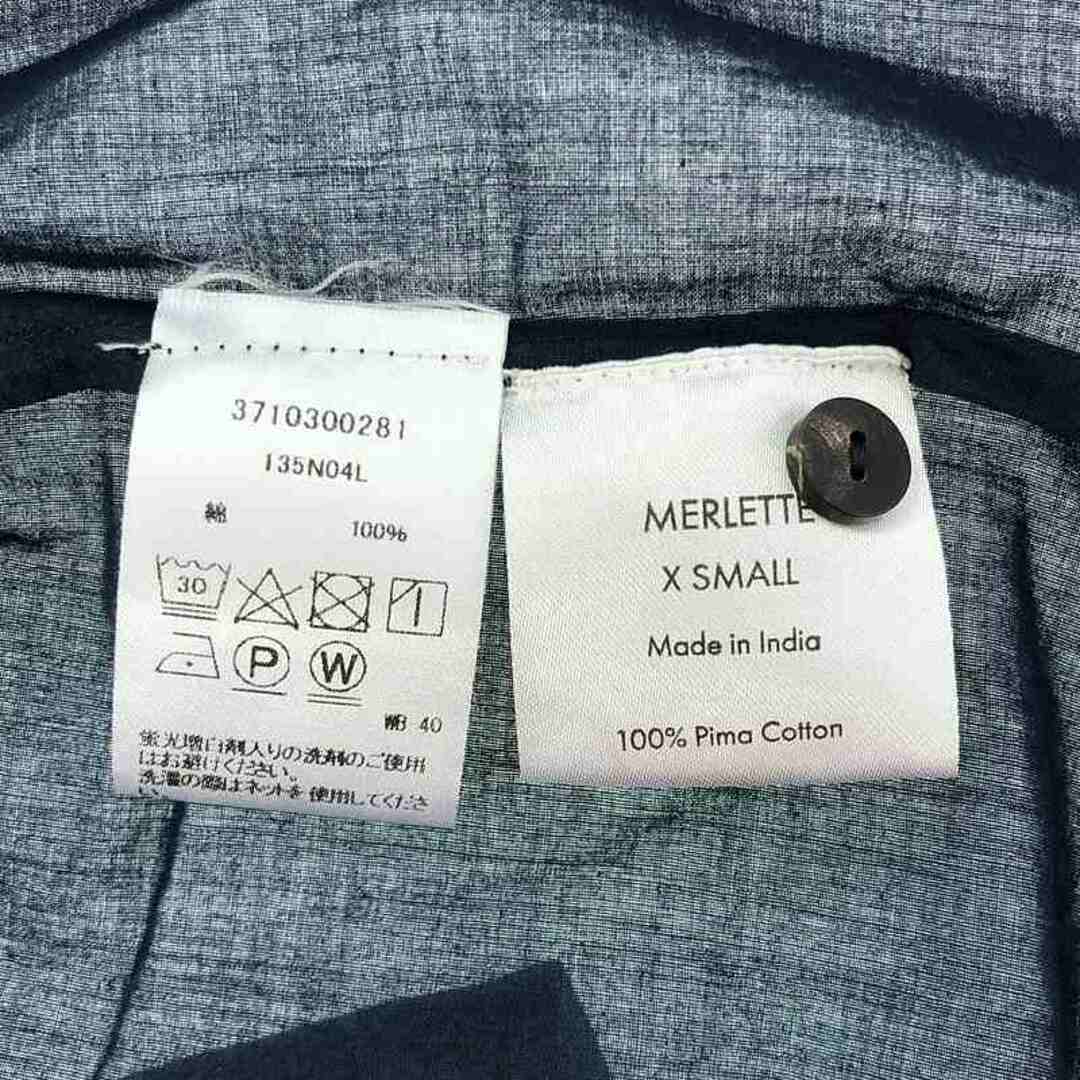 3710300281
135N04L
綿 100%
30
P W
WB 40
蛍光増白剤入りの洗剤のご使用
はお避けください。
洗濯の際はネットを使用してくださ
い。
MERLETTE
X SMALL
Made in India
100% Pima Cotton